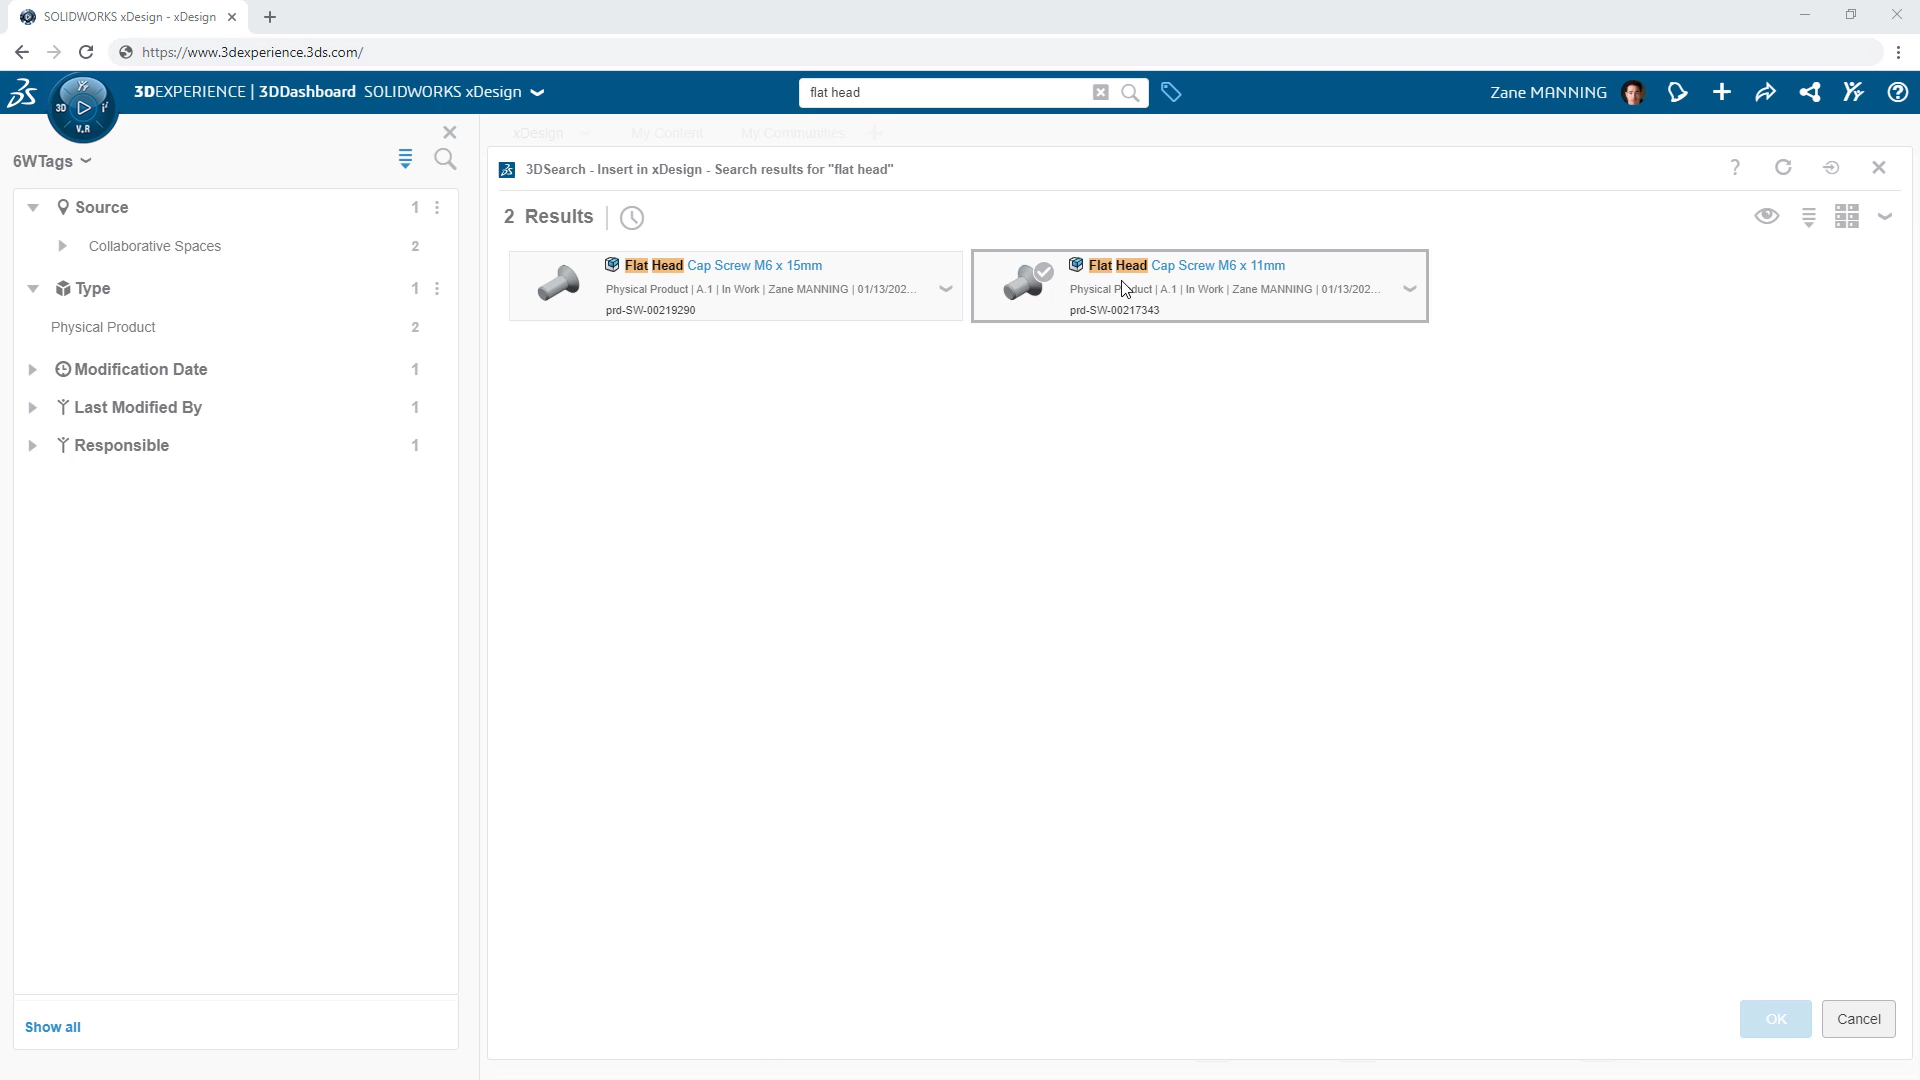 SOLIDWORKS xDesign - xDesign
https://www.3dexperience.3ds.com/
3DEXPERIENCE | 3DDashboard SOLIDWORKS xDesign
flat head
Zane MANNING
3D
V.R
6WTags
Source 1
Collaborative Spaces 2
Type 1
Physical Product 2
Modification Date 1
Last Modified By 1
Responsible 1
Show all
xDesign My Content My Communities
3DSearch - Insert in xDesign - Search results for "flat head"
2 Results
Flat Head Cap Screw M6 x 15mm
Physical Product | A.1 | In Work | Zane MANNING | 01/13/202...
prd-SW-00219290
Flat Head Cap Screw M6 x 11mm
Physical Product | A.1 | In Work | Zane MANNING | 01/13/202...
prd-SW-00217343
OK Cancel